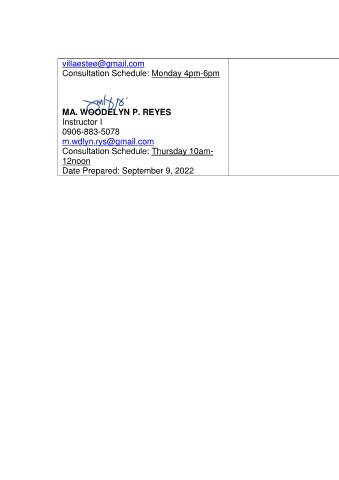 villaestee@gmail.com
Consultation Schedule: Monday 4pm-6pm
MA. WOODELYN P. REYES
Instructor I
0906-883-5078
m.wdlyn.rys@gmail.com
Consultation Schedule: Thursday 10am-
12noon
Date Prepared: September 9, 2022